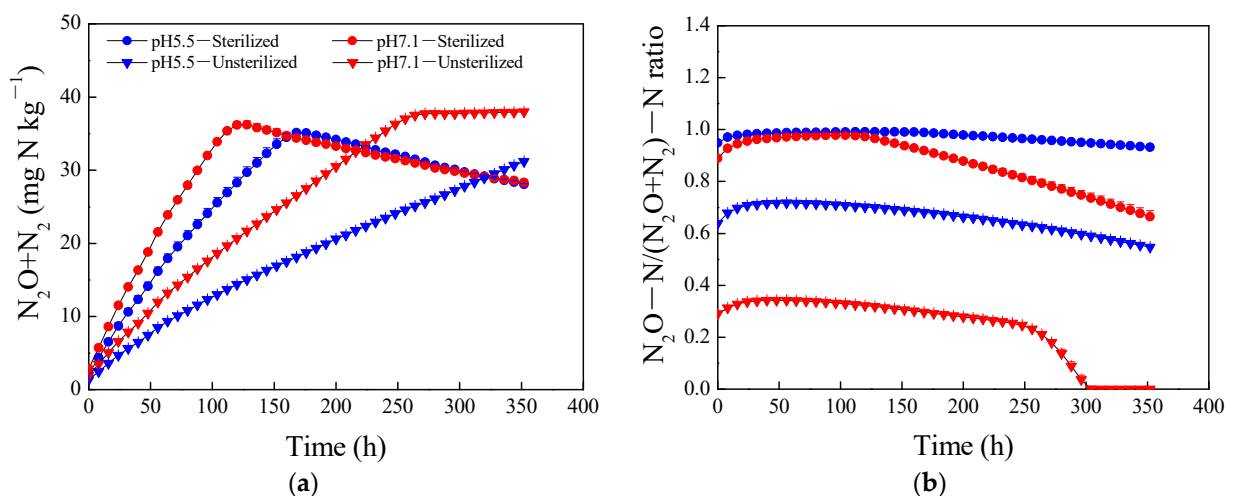 50
40
30
20
10
0
N₂O+N₂ (mg N kg⁻¹)
pH5.5－Sterilized
pH7.1－Sterilized
pH5.5－Unsterilized
pH7.1－Unsterilized
0 50 100 150 200 250 300 350 400
Time (h)
(a)
1.4
1.2
1.0
0.8
0.6
0.4
0.2
0.0
N₂O－N/(N₂O+N₂)－N ratio
0 50 100 150 200 250 300 350 400
Time (h)
(b)